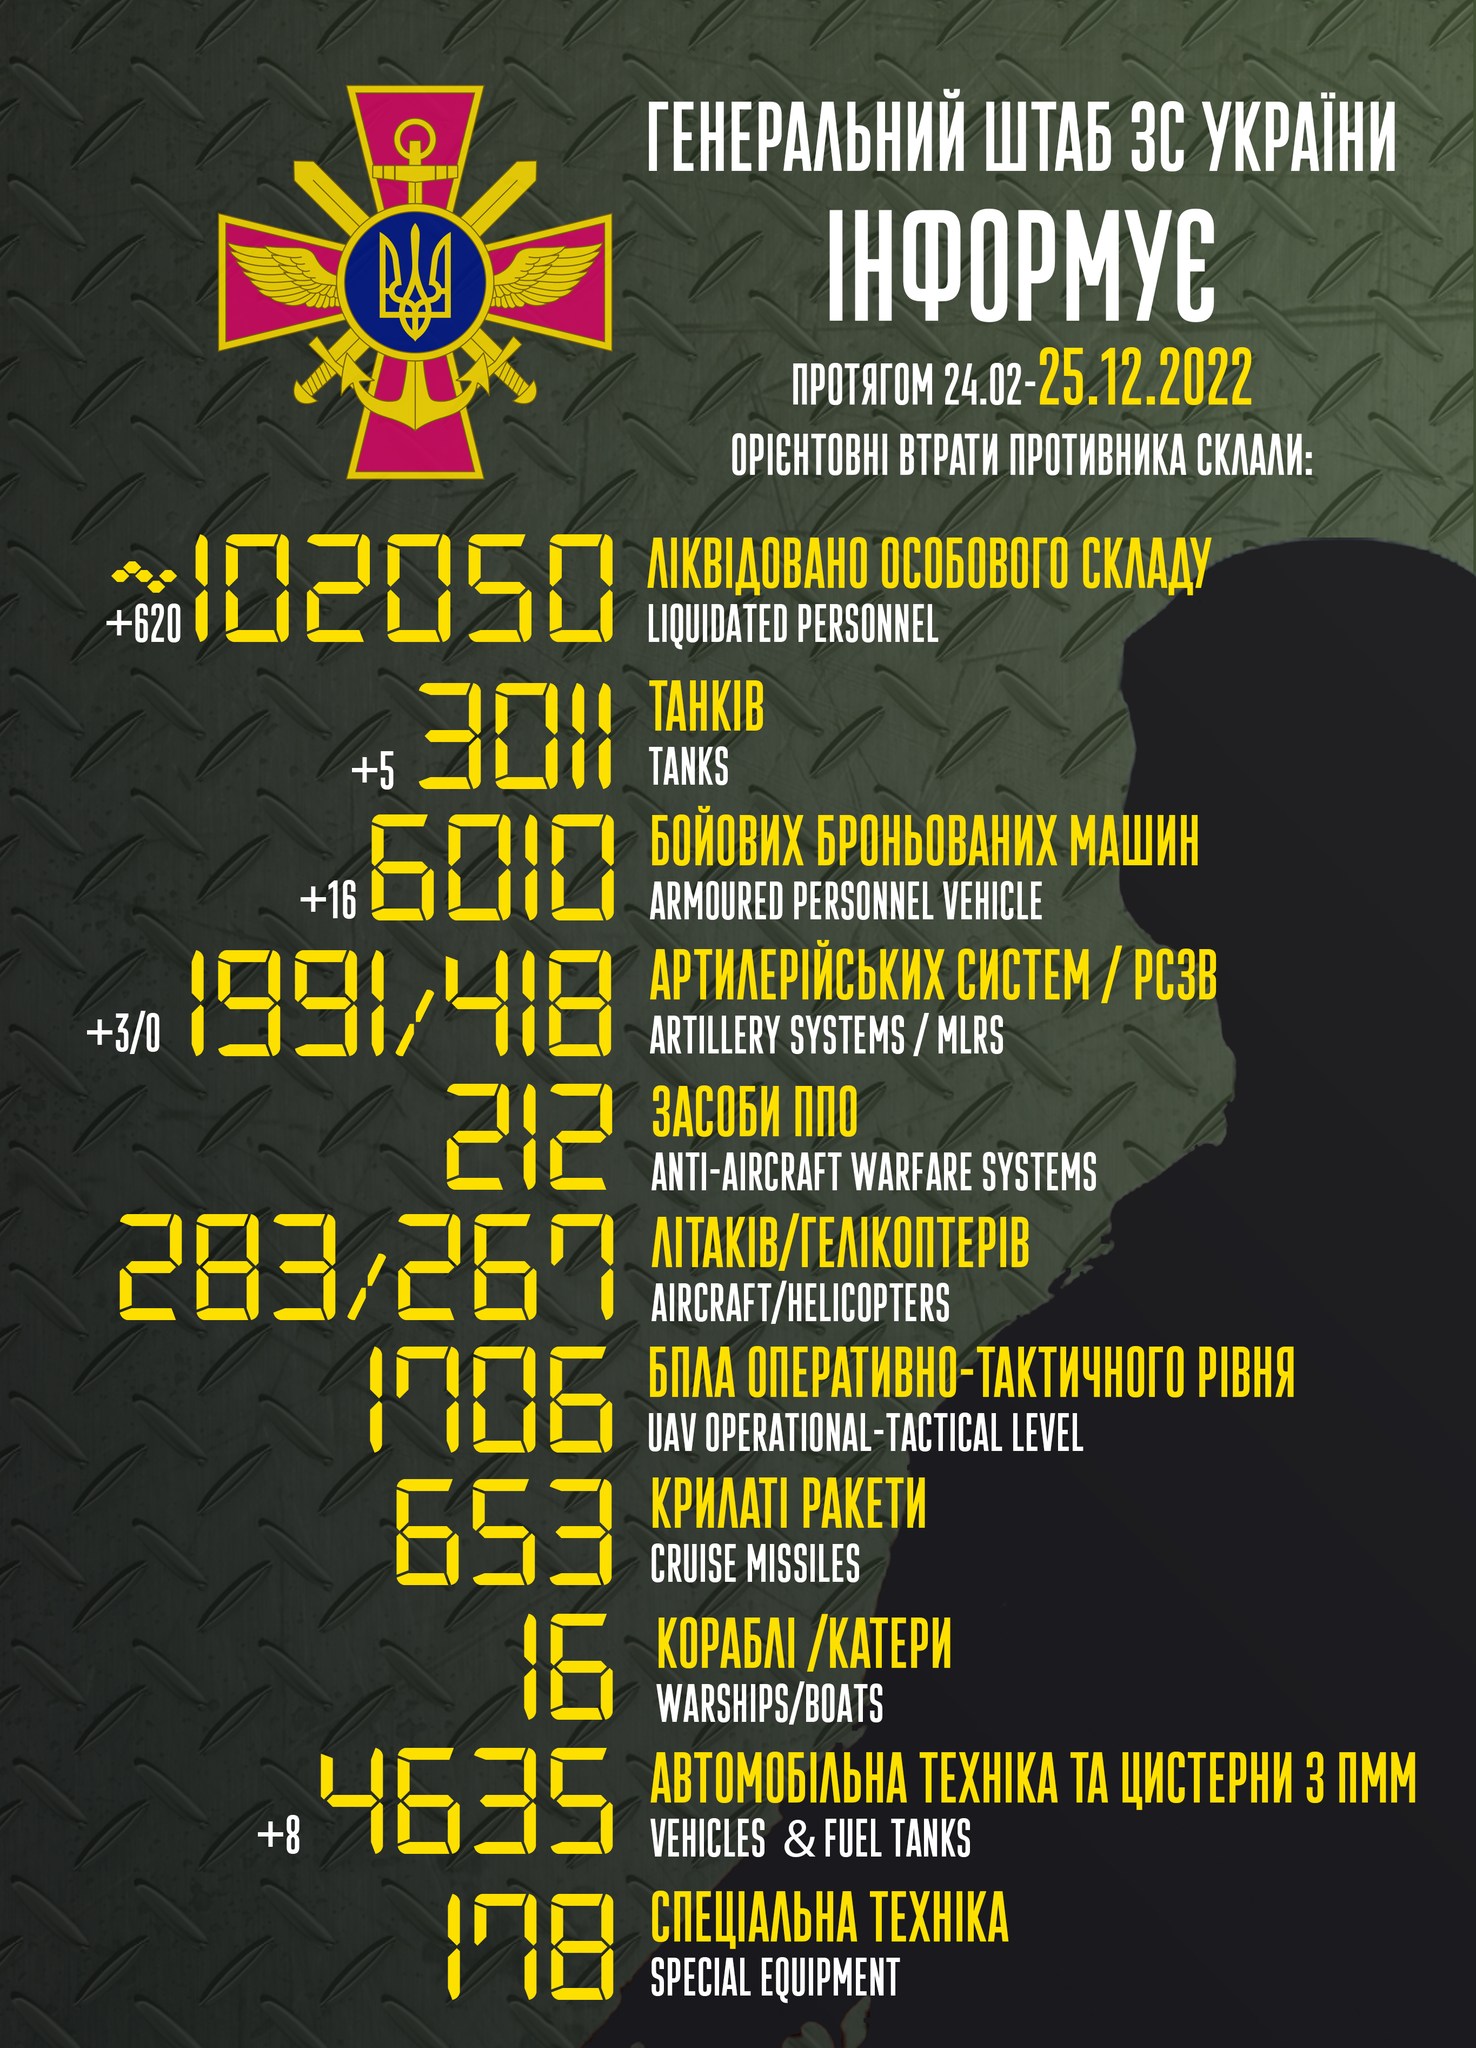 ГЕНЕРАЛЬНИЙ ШТАБ ЗС УКРАЇНИ
ІНФОРМУЄ
ПРОТЯГОМ 24.02-25.12.2022
ОРІЄНТОВНІ ВТРАТИ ПРОТИВНИКА СКЛАЛИ:
~102050 ЛІКВІДОВАНО ОСОБОВОГО СКЛАДУ
+620 LIQUIDATED PERSONNEL
3011 ТАНКІВ
+5 TANKS
6010 БОЙОВИХ БРОНЬОВАНИХ МАШИН
+16 ARMOURED PERSONNEL VEHICLE
1991/418 АРТИЛЕРІЙСЬКИХ СИСТЕМ / РСЗВ
+3/0 ARTILLERY SYSTEMS / MLRS
212 ЗАСОБИ ППО
ANTI-AIRCRAFT WARFARE SYSTEMS
283/267 ЛІТАКІВ/ГЕЛІКОПТЕРІВ
AIRCRAFT/HELICOPTERS
1706 БПЛА ОПЕРАТИВНО-ТАКТИЧНОГО РІВНЯ
UAV OPERATIONAL-TACTICAL LEVEL
653 КРИЛАТІ РАКЕТИ
CRUISE MISSILES
16 КОРАБЛІ /КАТЕРИ
WARSHIPS/BOATS
4635 АВТОМОБІЛЬНА ТЕХНІКА ТА ЦИСТЕРНИ З ПММ
+8 VEHICLES & FUEL TANKS
178 СПЕЦІАЛЬНА ТЕХНІКА
SPECIAL EQUIPMENT